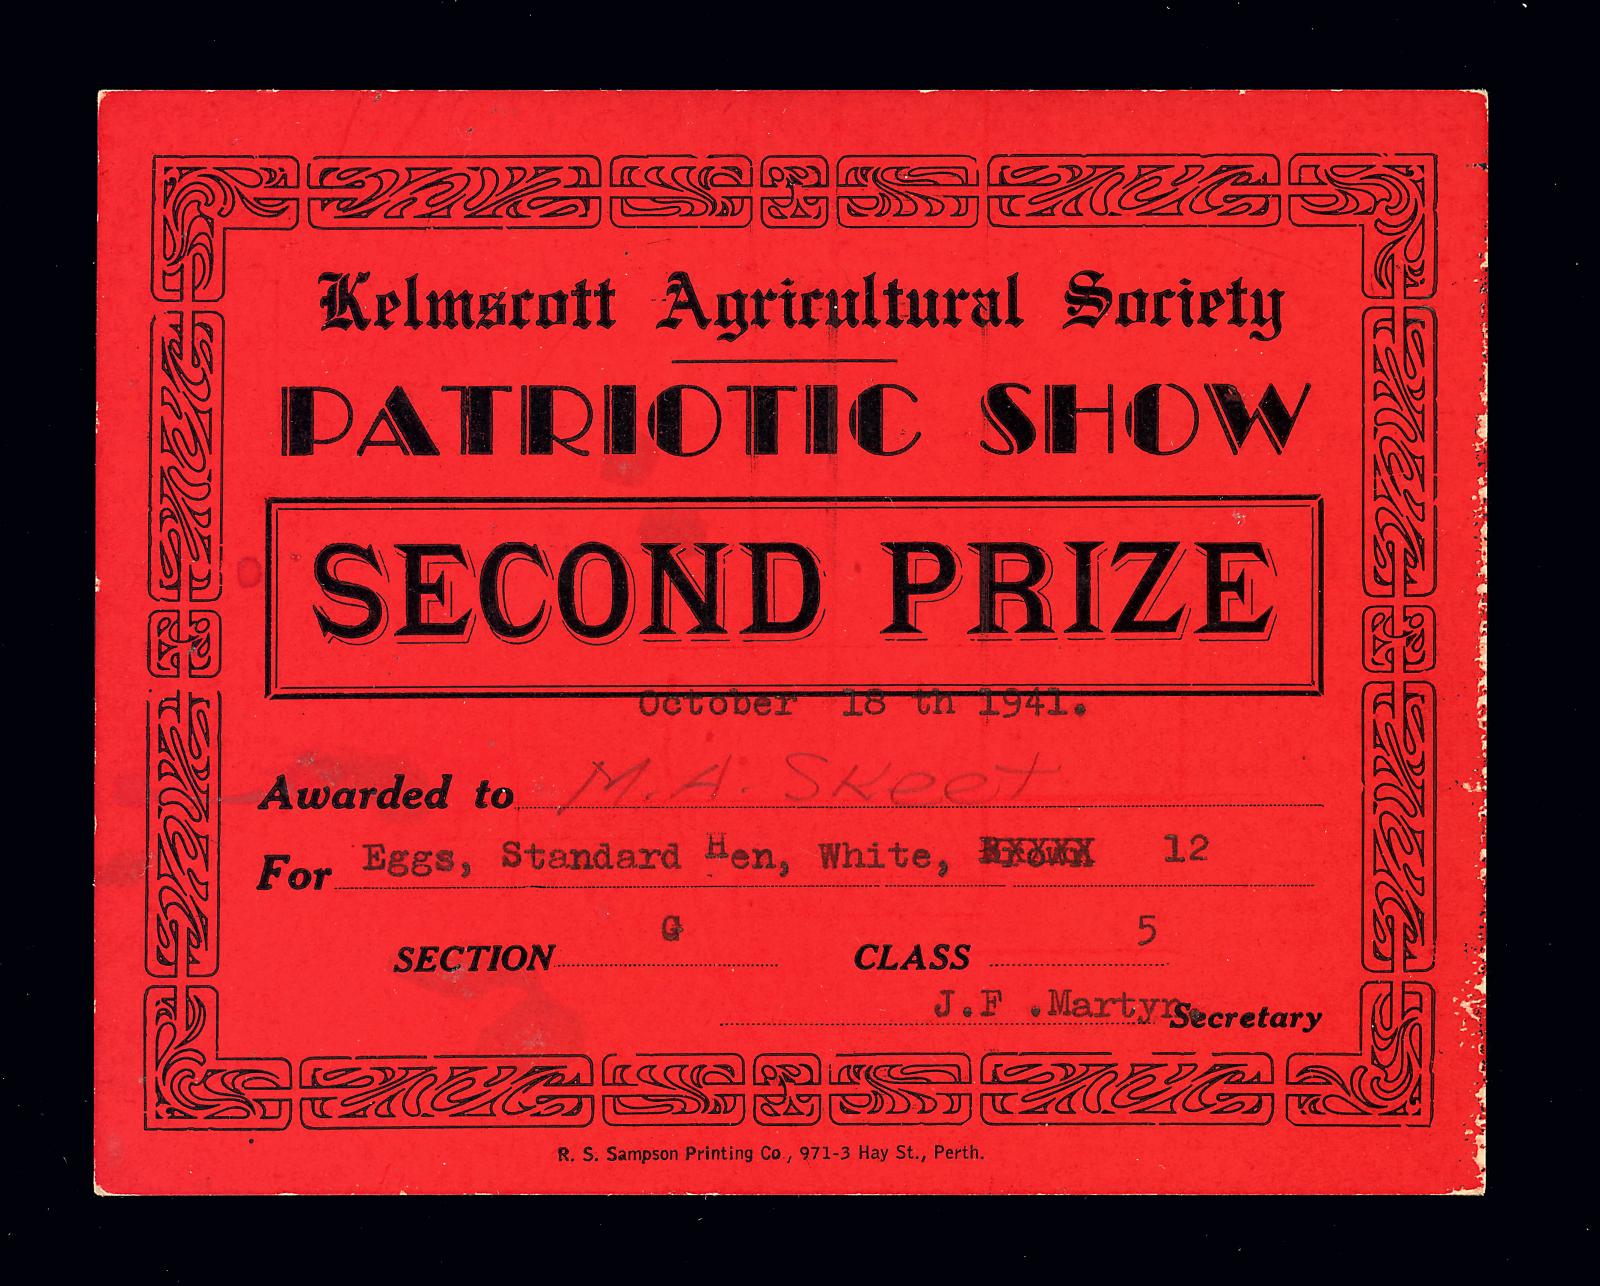 Kelmscott Agricultural Society
PATRIOTIC SHOW
SECOND PRIZE
October 18 th 1941.
Awarded to M. A. Skeet
For Eggs, Standard Hen, White, 12
SECTION G CLASS 5
J.F .Martyn. Secretary
R. S. Sampson Printing Co., 971-3 Hay St., Perth.